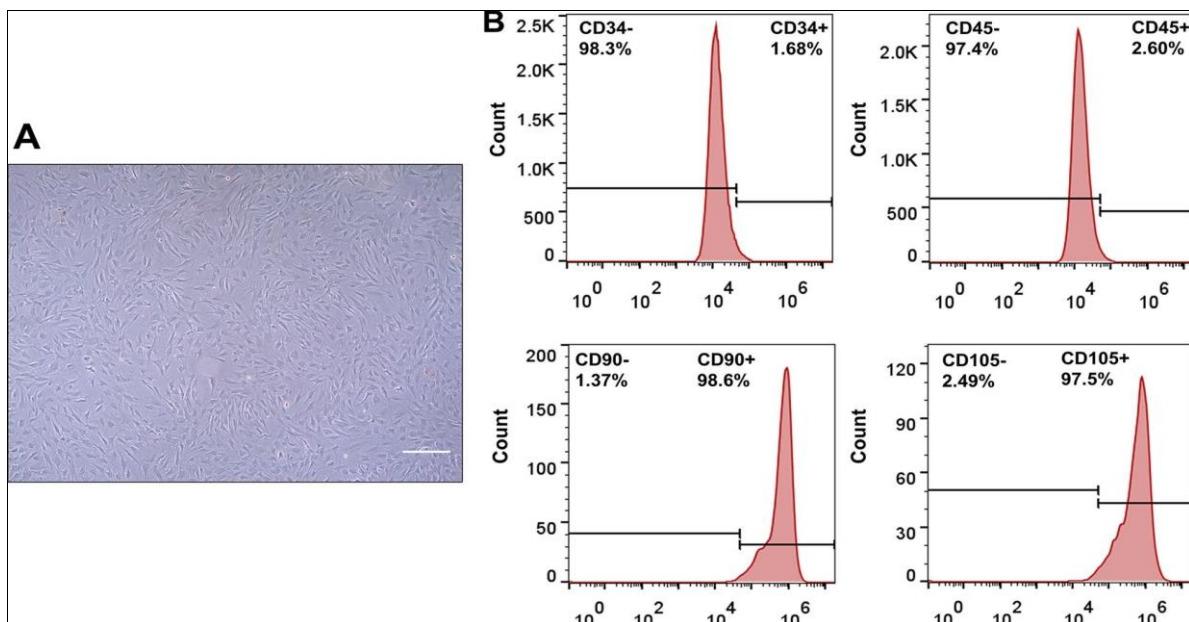 A
B
CD34- CD34+
98.3% 1.68%
2.5K
2.0K
1.5K
1.0K
500
0
Count
10^0 10^2 10^4 10^6
CD45- CD45+
97.4% 2.60%
2.0K
1.5K
1.0K
500
0
Count
10^0 10^2 10^4 10^6
CD90- CD90+
1.37% 98.6%
200
150
100
50
0
Count
10^0 10^2 10^4 10^6
CD105- CD105+
2.49% 97.5%
120
90
60
30
0
Count
10^0 10^2 10^4 10^6